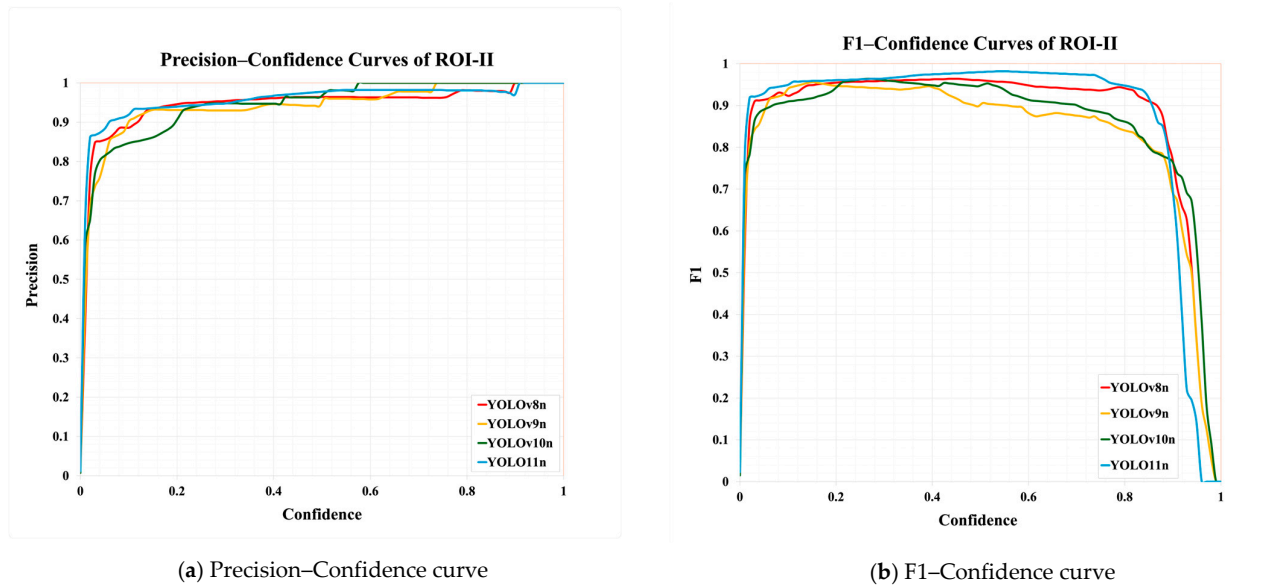 Precision–Confidence Curves of ROI-II
1
0.9
0.8
0.7
0.6
0.5
0.4
0.3
0.2
0.1
0
Precision
0 0.2 0.4 0.6 0.8 1
Confidence
YOLOv8n
YOLOv9n
YOLOv10n
YOLO11n
(a) Precision–Confidence curve
F1–Confidence Curves of ROI-II
1
0.9
0.8
0.7
0.6
0.5
0.4
0.3
0.2
0.1
0
F1
0 0.2 0.4 0.6 0.8 1
Confidence
YOLOv8n
YOLOv9n
YOLOv10n
YOLO11n
(b) F1–Confidence curve